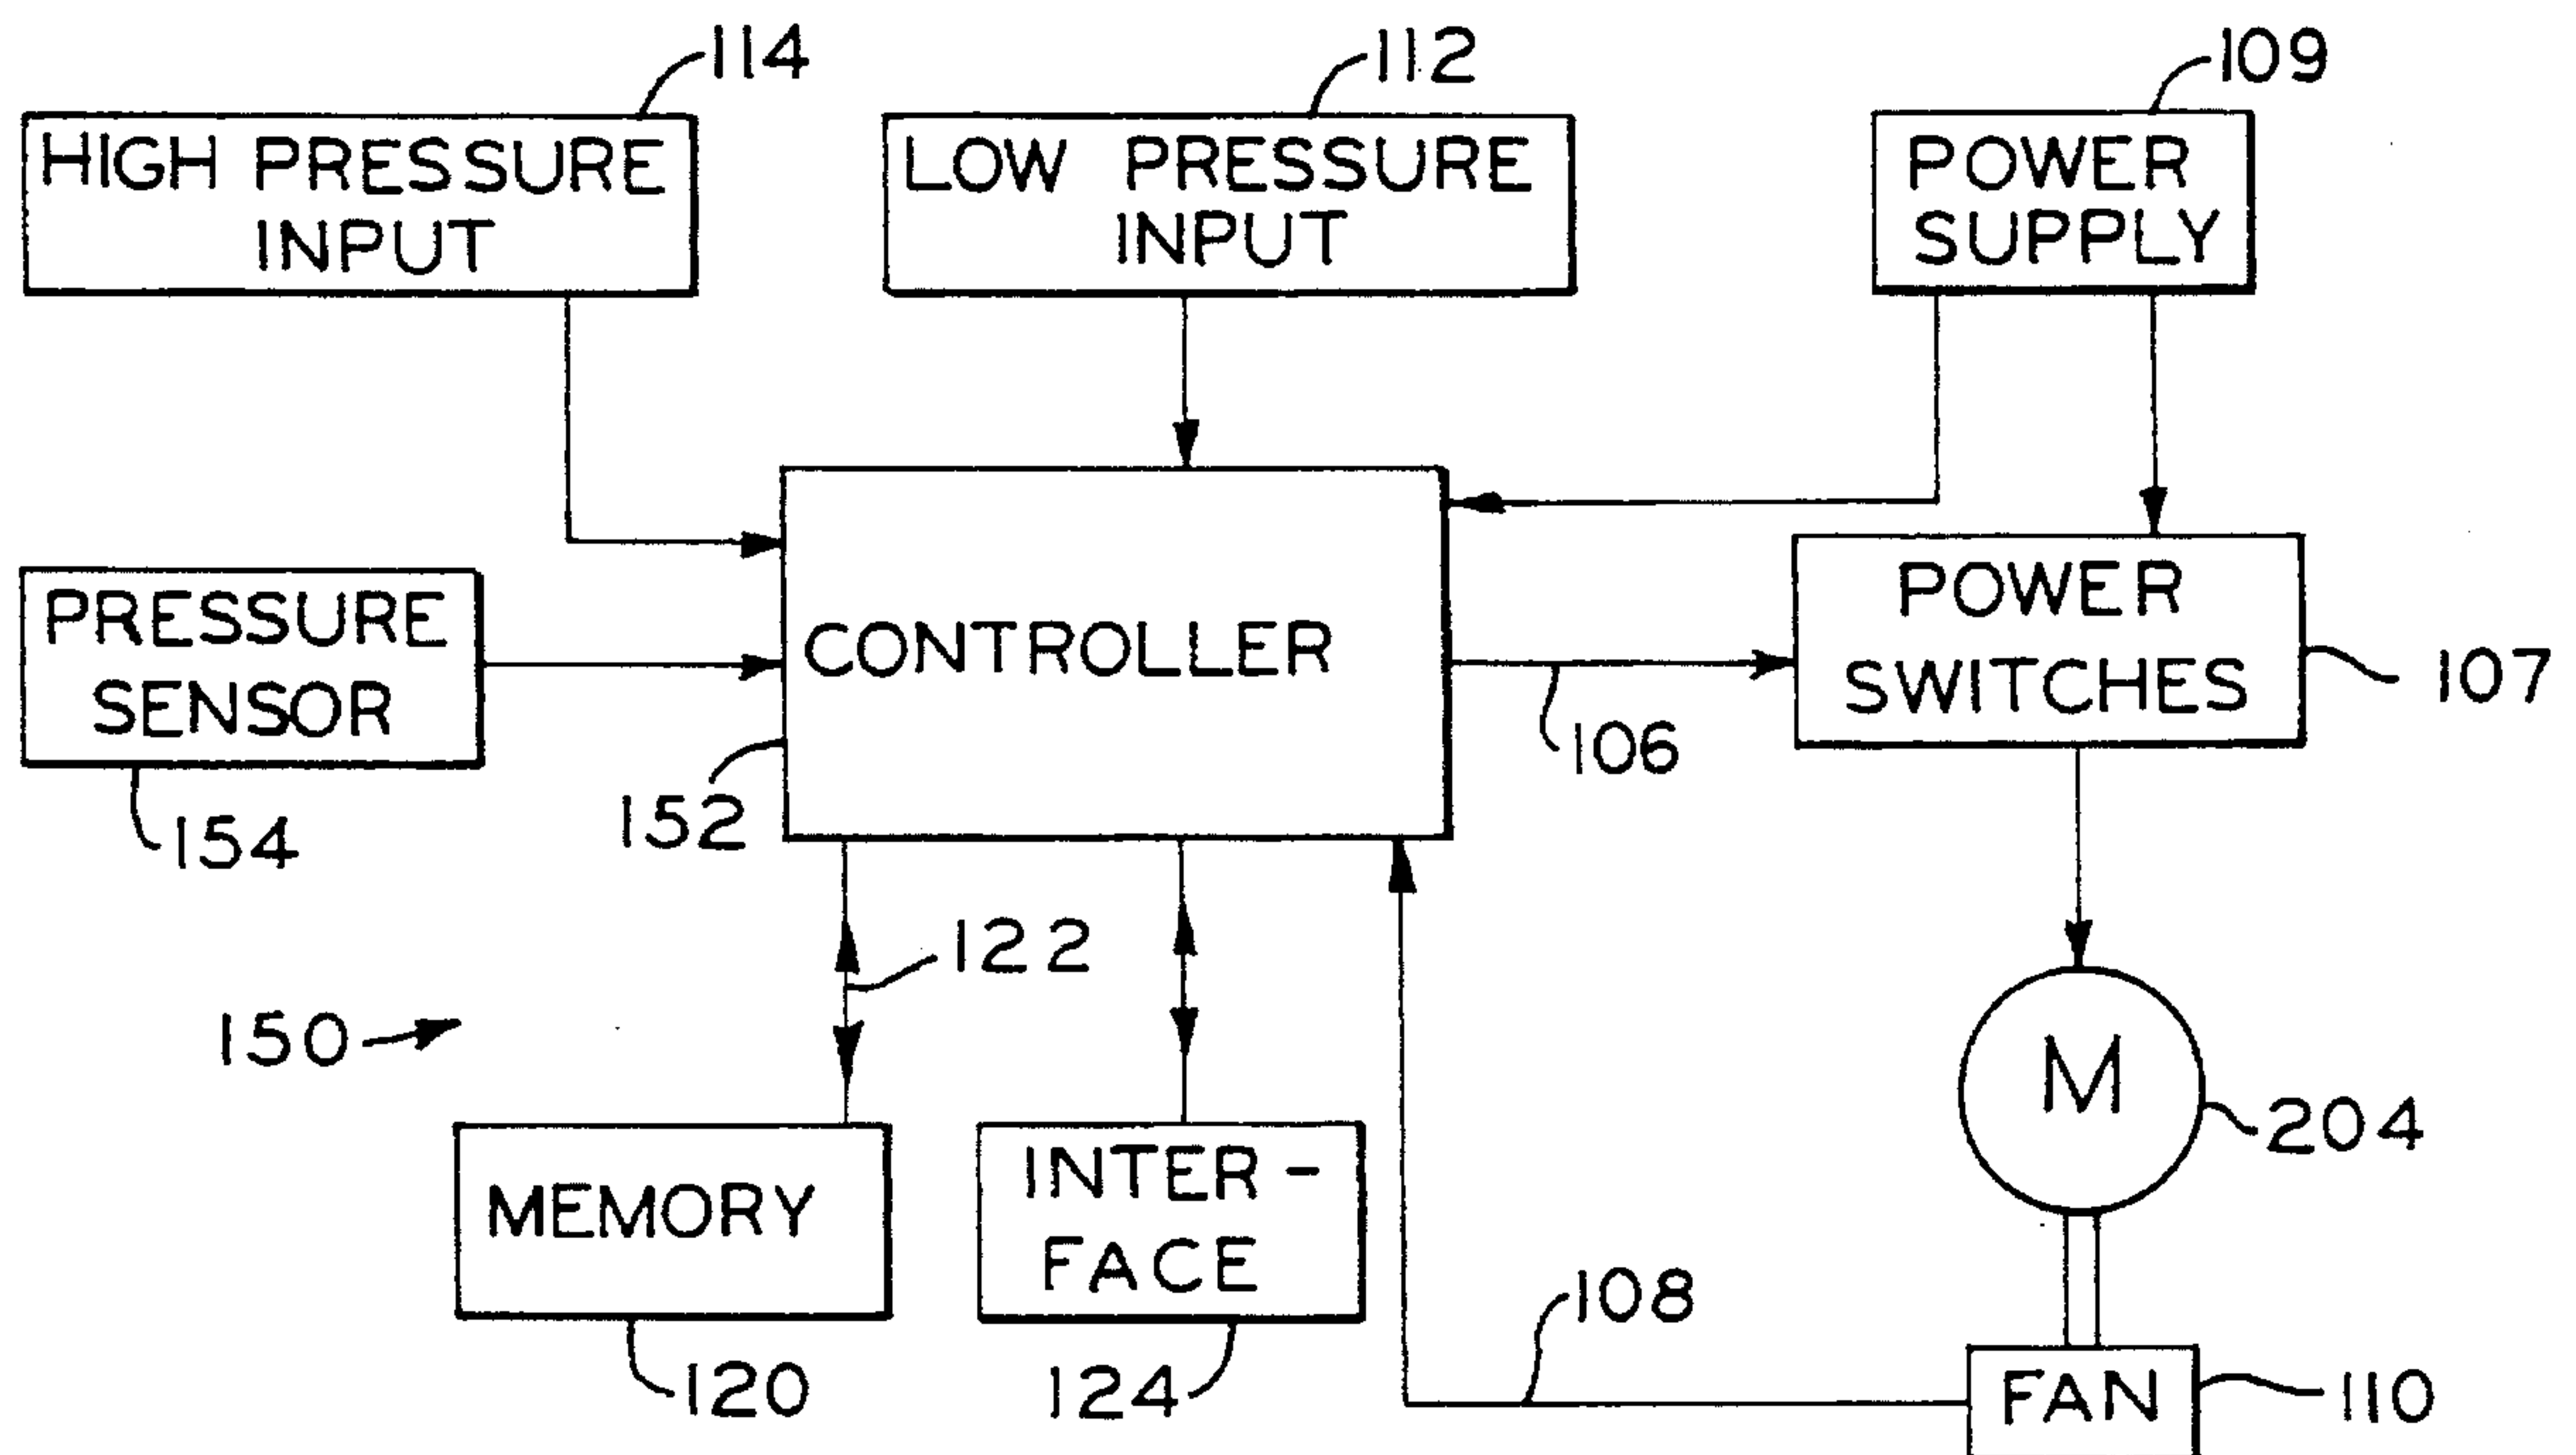 114
112
109
HIGH PRESSURE
INPUT
LOW PRESSURE
INPUT
POWER
SUPPLY
PRESSURE
SENSOR
CONTROLLER
POWER
SWITCHES
107
106
152
154
122
150
M
204
MEMORY
INTER-
FACE
108
120
124
FAN
110